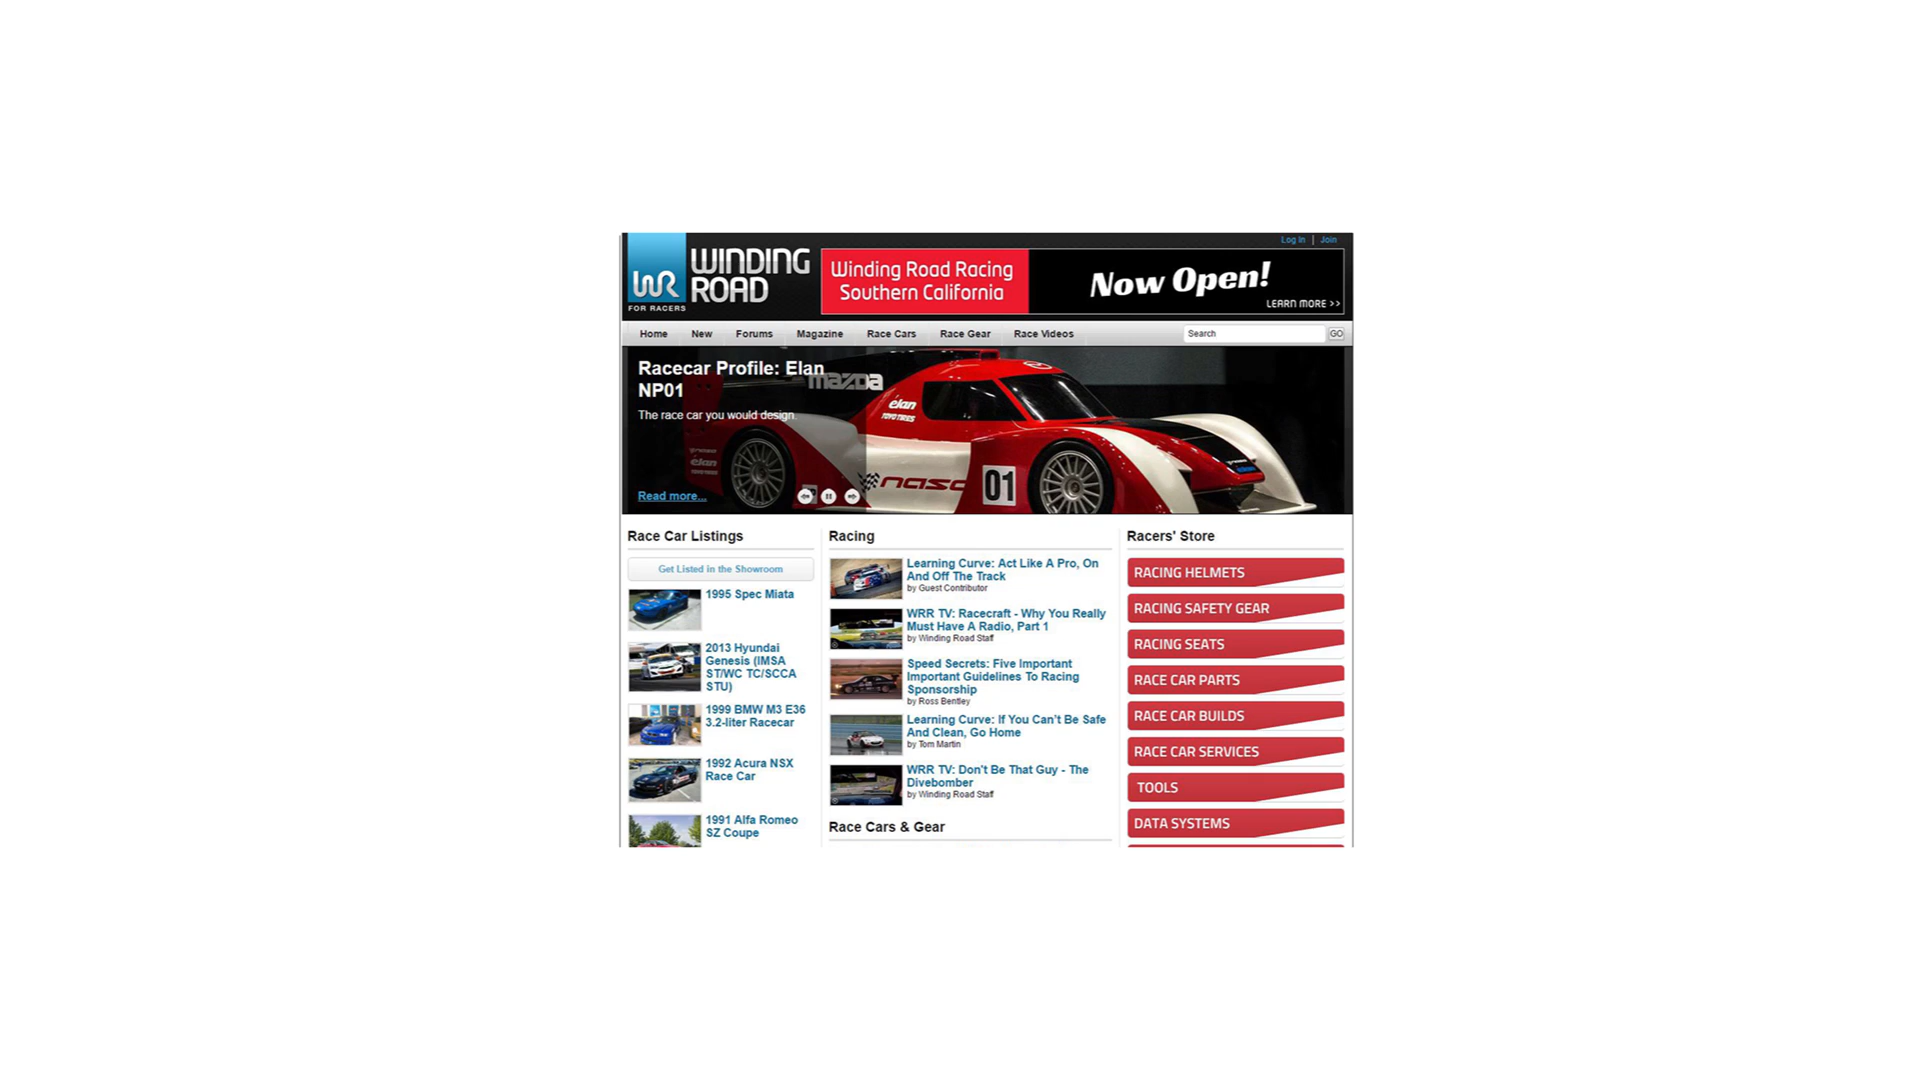 Log In | Join
WR
FOR RACERS
WINDING
ROAD
Winding Road Racing
Southern California
Now Open!
LEARN MORE >>
Home New Forums Magazine Race Cars Race Gear Race Videos Search GO
Racecar Profile: Elan
NP01
The race car you would design.
Read more...
mazda
élan
TOYO TIRES
élan
nasa
01
Race Car Listings
Get Listed in the Showroom
1995 Spec Miata
2013 Hyundai
Genesis (IMSA
ST/WC TC/SCCA
STU)
1999 BMW M3 E36
3.2-liter Racecar
1992 Acura NSX
Race Car
1991 Alfa Romeo
SZ Coupe
Racing
Learning Curve: Act Like A Pro, On
And Off The Track
by Guest Contributor
WRR TV: Racecraft - Why You Really
Must Have A Radio, Part 1
by Winding Road Staff
Speed Secrets: Five Important
Important Guidelines To Racing
Sponsorship
by Ross Bentley
Learning Curve: If You Can't Be Safe
And Clean, Go Home
by Tom Martin
WRR TV: Don't Be That Guy - The
Divebomber
by Winding Road Staff
Race Cars & Gear
Racers' Store
RACING HELMETS
RACING SAFETY GEAR
RACING SEATS
RACE CAR PARTS
RACE CAR BUILDS
RACE CAR SERVICES
TOOLS
DATA SYSTEMS